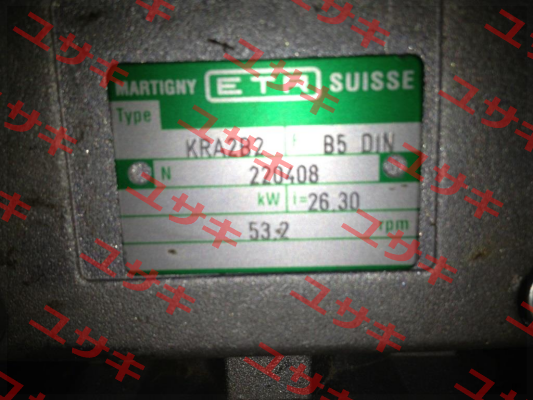 MARTIGNY ETA SUISSE
Type
KRA2B2 B5 DIN
N 220408
kW i=26.30
53.2 rpm
ユサキ